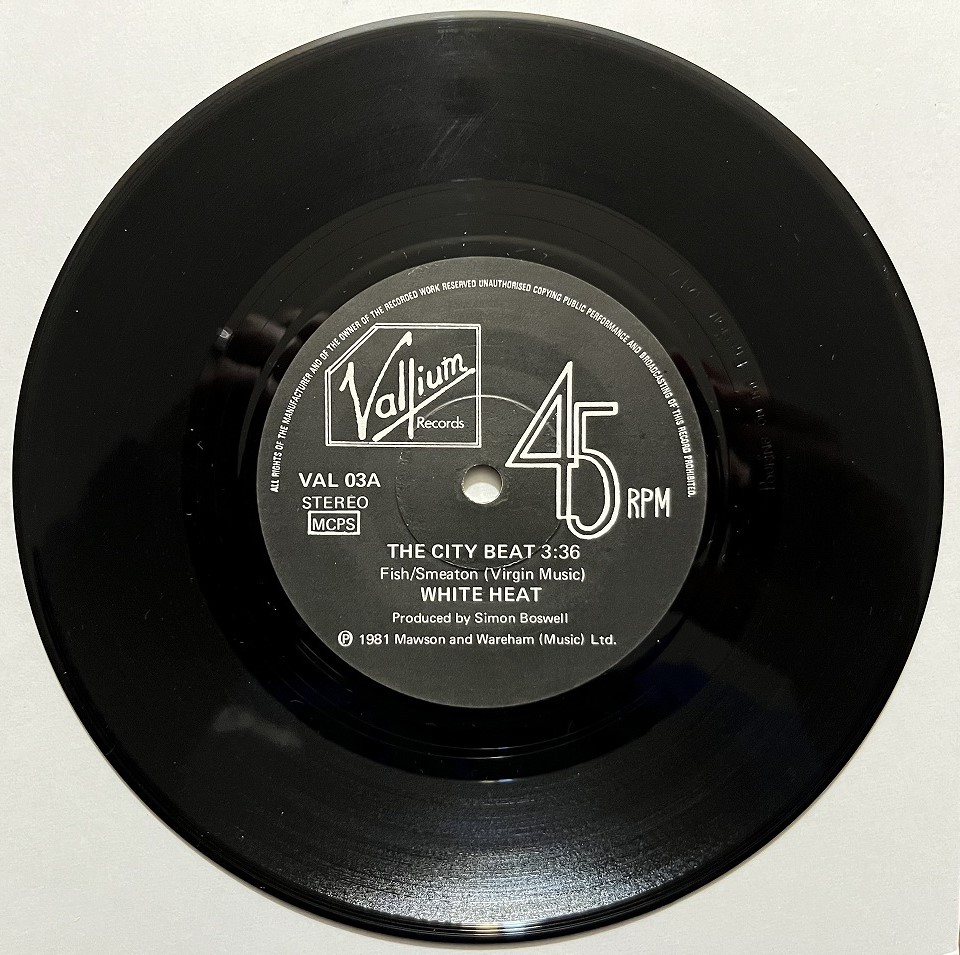 ALL RIGHTS OF THE MANUFACTURER AND OF THE OWNER OF THE RECORDED WORK RESERVED UNAUTHORISED COPYING PUBLIC PERFORMANCE AND BROADCASTING OF THIS RECORD PROHIBITED.
Vallium
Records
45
RPM
VAL 03A
STEREO
MCPS
THE CITY BEAT 3:36
Fish/Smeaton (Virgin Music)
WHITE HEAT
Produced by Simon Boswell
℗ 1981 Mawson and Wareham (Music) Ltd.